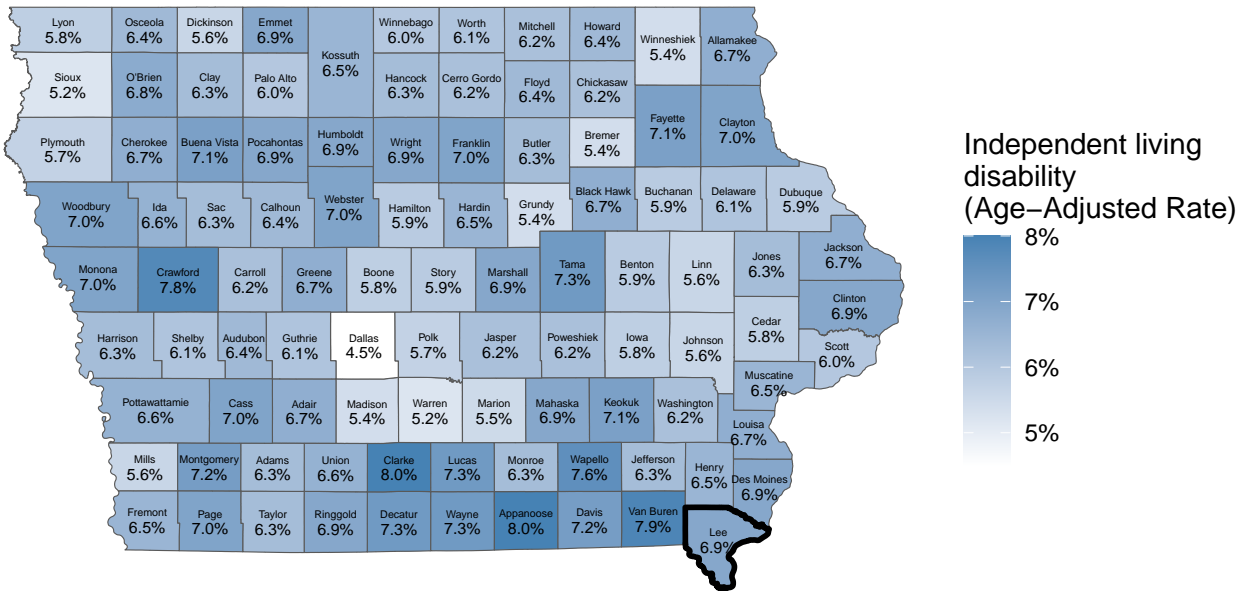 Lyon
5.8%
Osceola
6.4%
Dickinson
5.6%
Emmet
6.9%
Winnebago
6.0%
Worth
6.1%
Mitchell
6.2%
Howard
6.4%
Winneshiek
5.4%
Allamakee
6.7%
Kossuth
6.5%
Sioux
5.2%
O'Brien
6.8%
Clay
6.3%
Palo Alto
6.0%
Hancock
6.3%
Cerro Gordo
6.2%
Floyd
6.4%
Chickasaw
6.2%
Fayette
7.1%
Clayton
7.0%
Plymouth
5.7%
Cherokee
6.7%
Buena Vista
7.1%
Pocahontas
6.9%
Humboldt
6.9%
Wright
6.9%
Franklin
7.0%
Butler
6.3%
Bremer
5.4%
Woodbury
7.0%
Ida
6.6%
Sac
6.3%
Calhoun
6.4%
Webster
7.0%
Hamilton
5.9%
Hardin
6.5%
Grundy
5.4%
Black Hawk
6.7%
Buchanan
5.9%
Delaware
6.1%
Dubuque
5.9%
Monona
7.0%
Crawford
7.8%
Carroll
6.2%
Greene
6.7%
Boone
5.8%
Story
5.9%
Marshall
6.9%
Tama
7.3%
Benton
5.9%
Linn
5.6%
Jones
6.3%
Jackson
6.7%
Clinton
6.9%
Harrison
6.3%
Shelby
6.1%
Audubon
6.4%
Guthrie
6.1%
Dallas
4.5%
Polk
5.7%
Jasper
6.2%
Poweshiek
6.2%
Iowa
5.8%
Johnson
5.6%
Cedar
5.8%
Scott
6.0%
Muscatine
6.5%
Pottawattamie
6.6%
Cass
7.0%
Adair
6.7%
Madison
5.4%
Warren
5.2%
Marion
5.5%
Mahaska
6.9%
Keokuk
7.1%
Washington
6.2%
Louisa
6.7%
Mills
5.6%
Montgomery
7.2%
Adams
6.3%
Union
6.6%
Clarke
8.0%
Lucas
7.3%
Monroe
6.3%
Wapello
7.6%
Jefferson
6.3%
Henry
6.5%
Des Moines
6.9%
Fremont
6.5%
Page
7.0%
Taylor
6.3%
Ringgold
6.9%
Decatur
7.3%
Wayne
7.3%
Appanoose
8.0%
Davis
7.2%
Van Buren
7.9%
Lee
6.9%
Independent living
disability
(Age−Adjusted Rate)
8%
7%
6%
5%